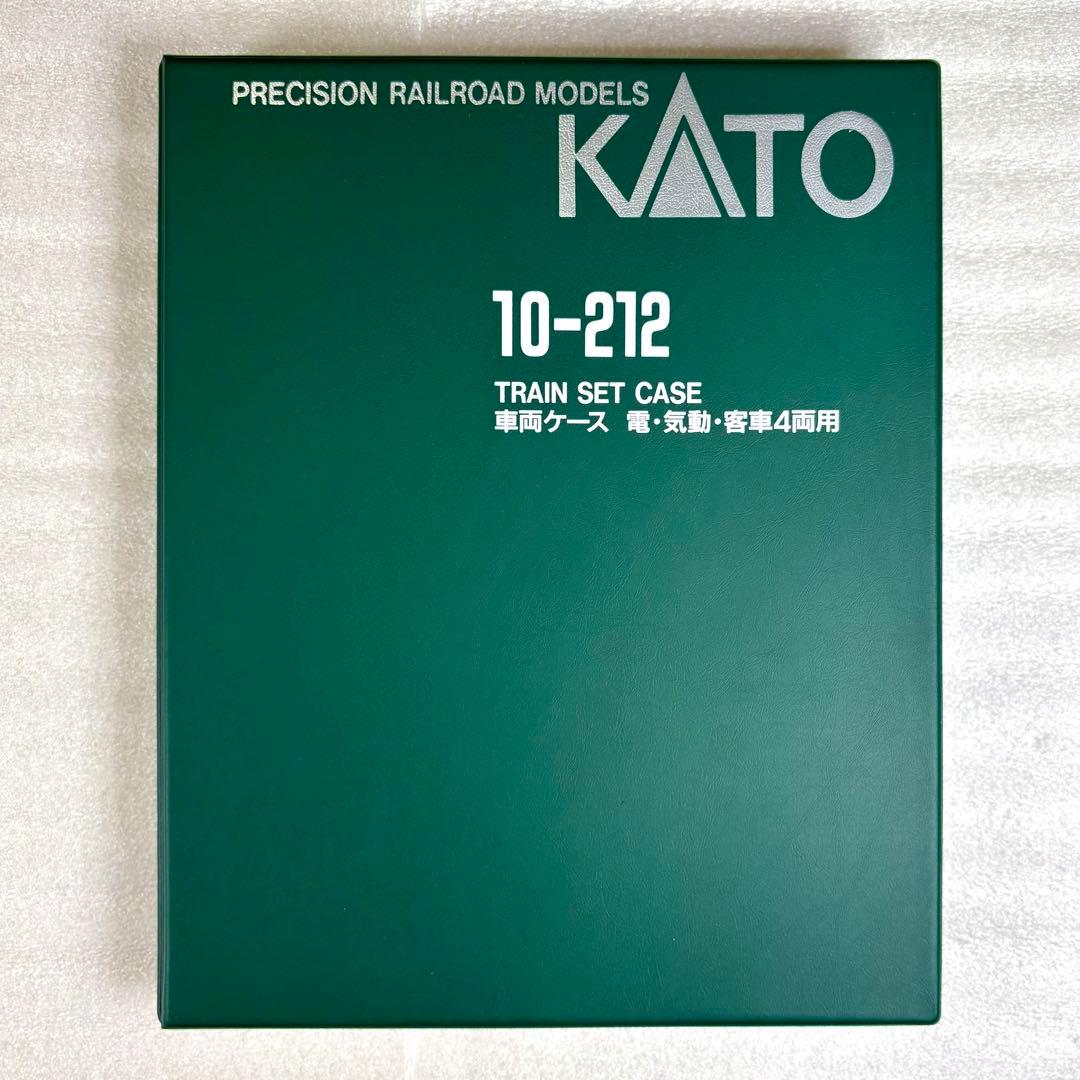 PRECISION RAILROAD MODELS
KATO
10-212
TRAIN SET CASE
車両ケース 電・気動・客車4両用